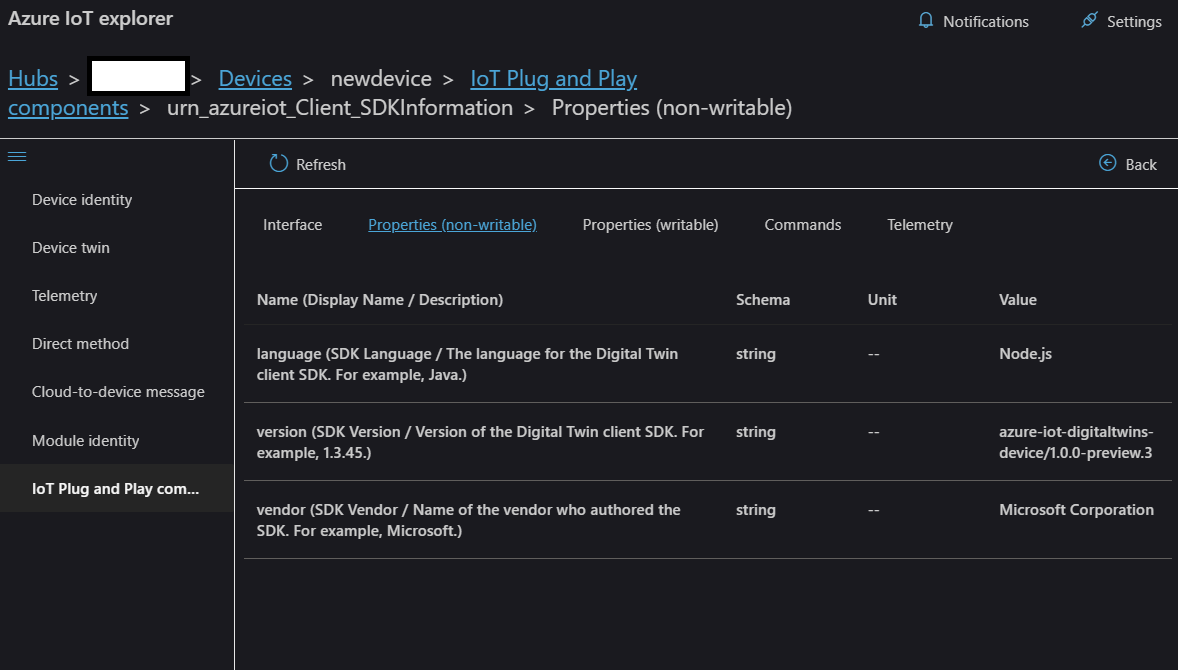 Azure IoT explorer
Notifications
Settings
Hubs > > Devices > newdevice > IoT Plug and Play
components > urn_azureiot_Client_SDKInformation > Properties (non-writable)
Refresh
Back
Device identity
Device twin
Telemetry
Direct method
Cloud-to-device message
Module identity
IoT Plug and Play com...
Interface Properties (non-writable) Properties (writable) Commands Telemetry
Name (Display Name / Description) Schema Unit Value
language (SDK Language / The language for the Digital Twin string -- Node.js
client SDK. For example, Java.)
version (SDK Version / Version of the Digital Twin client SDK. For string -- azure-iot-digitaltwins-
example, 1.3.45.) device/1.0.0-preview.3
vendor (SDK Vendor / Name of the vendor who authored the string -- Microsoft Corporation
SDK. For example, Microsoft.)